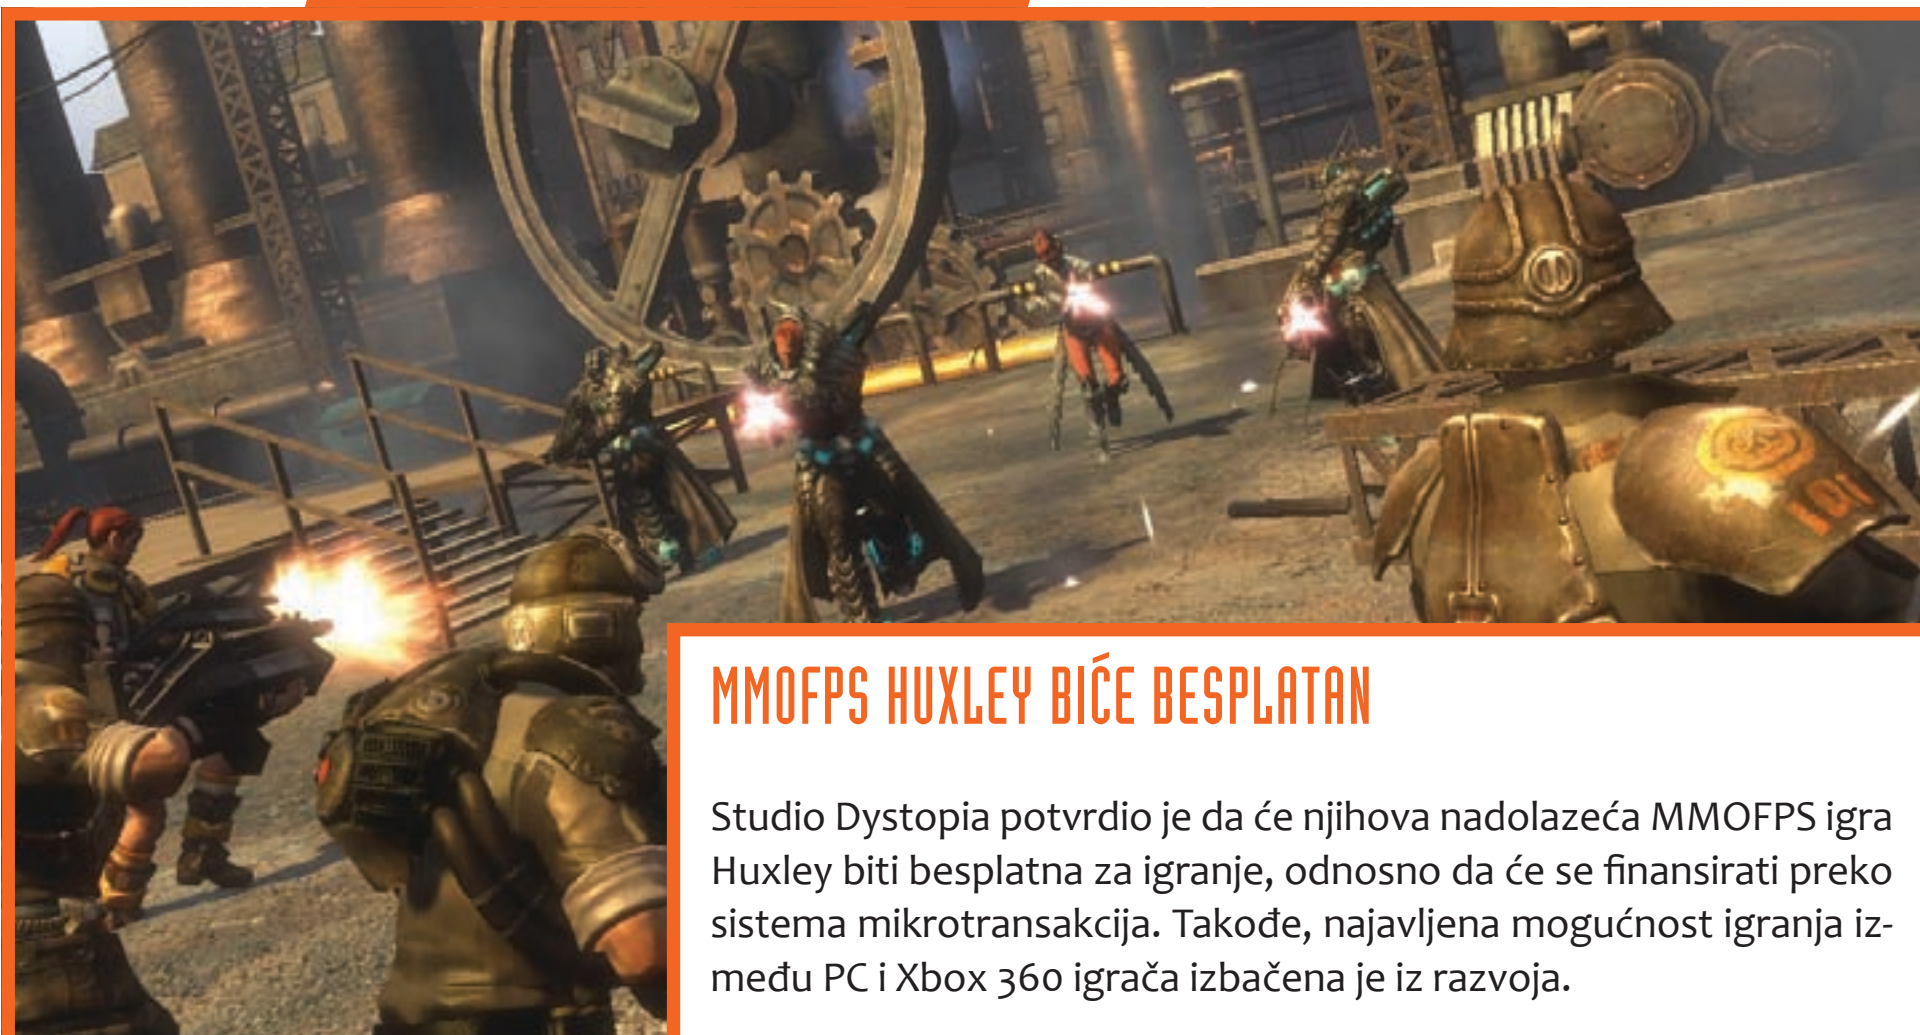 MMOFPS HUXLEY BIĆE BESPLATAN
Studio Dystopia potvrdio je da će njihova nadolazeća MMOFPS igra
Huxley biti besplatna za igranje, odnosno da će se finansirati preko
sistema mikrotransakcija. Takođe, najavljena mogućnost igranja iz-
među PC i Xbox 360 igrača izbačena je iz razvoja.
101